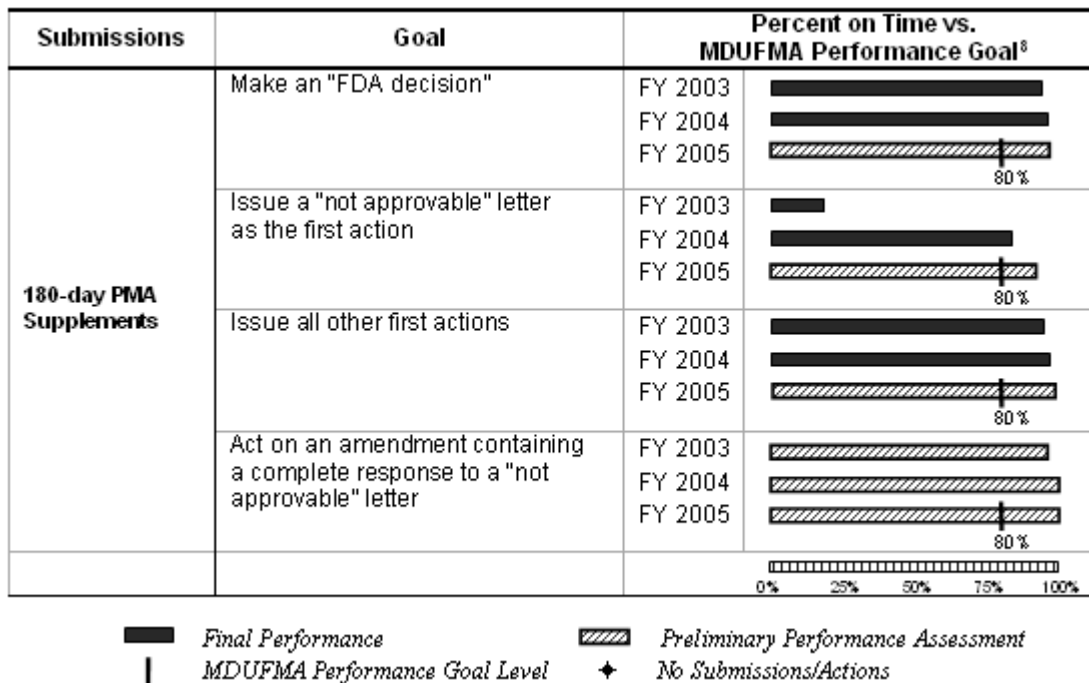 Submissions Goal Percent on Time vs.
MDUFMA Performance Goal⁸
180-day PMA
Supplements
Make an "FDA decision"
FY 2003
FY 2004
FY 2005
80%
Issue a "not approvable" letter
as the first action
FY 2003
FY 2004
FY 2005
80%
Issue all other first actions
FY 2003
FY 2004
FY 2005
80%
Act on an amendment containing
a complete response to a "not
approvable" letter
FY 2003
FY 2004
FY 2005
80%
0% 25% 50% 75% 100%
Final Performance Preliminary Performance Assessment
MDUFMA Performance Goal Level No Submissions/Actions